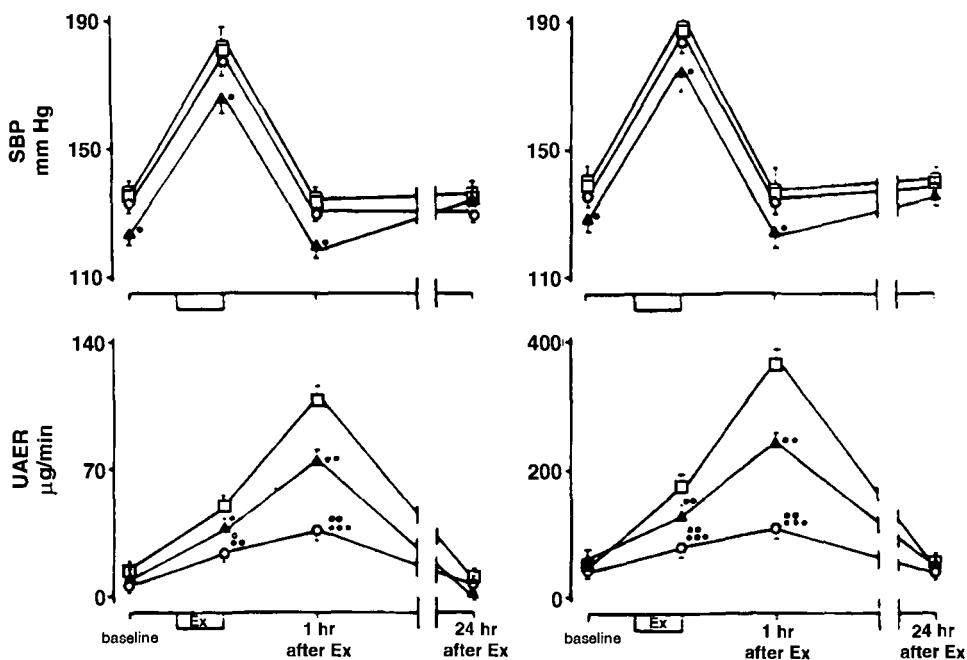 190
150
110
SBP
mm Hg
190
150
110
140
70
0
UAER
µg/min
400
200
0
baseline
Ex
1 hr
after Ex
24 hr
after Ex
baseline
Ex
1 hr
after Ex
24 hr
after Ex